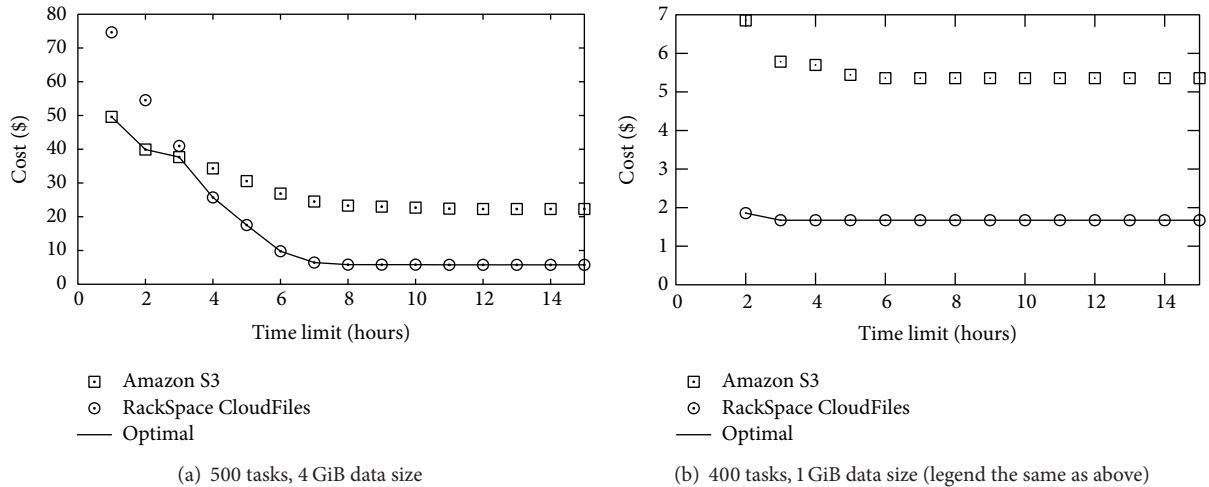 80
70
60
50
40
30
20
10
0
Cost ($)
0 2 4 6 8 10 12 14
Time limit (hours)
Amazon S3
RackSpace CloudFiles
Optimal
(a) 500 tasks, 4 GiB data size
7
6
5
4
3
2
1
0
Cost ($)
0 2 4 6 8 10 12 14
Time limit (hours)
Amazon S3
RackSpace CloudFiles
Optimal
(b) 400 tasks, 1 GiB data size (legend the same as above)